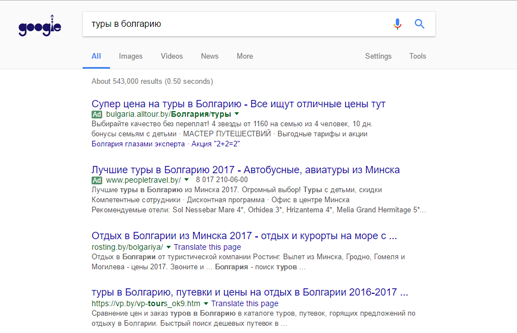 google
туры в болгарию
All Images Videos News More Settings Tools
About 543,000 results (0.50 seconds)
Супер цена на туры в Болгарию - Все ищут отличные цены тут
Ad bulgaria.alltour.by/Болгария/туры
Выбирайте качество без переплат! 4 звезды от 1160 на семью из 4 человек, 10 дн.
бонусы семьям с детьми · МАСТЕР ПУТЕШЕСТВИЙ · Выгодные тарифы и акции
Болгария глазами эксперта · Акция "2+2=2"
Лучшие туры в Болгарию 2017 - Автобусные, авиатуры из Минска
Ad www.peopletravel.by/ 8 017 210-06-00
Лучшие туры в Болгарию из Минска 2017. Огромный выбор! Туры с детьми, скидки
Компетентные сотрудники · Дисконтная программ · Офис в центре Минска
Рекомендуемые отели: Sol Nessebar Mare 4*, Orhidea 3*, Hrizantema 4*, Melia Grand Hermitage 5*...
Отдых в Болгарии из Минска 2017 - отдых и курорты на море с ...
rosting.by/bolgariya/ Translate this page
Отдых в Болгарии от туристической компании Ростинг. Вылет из Минска, Гродно, Гомеля и
Могилева - цены 2017. Звоните и ... Болгария - поиск туров ...
туры в Болгарию, путевки и цены на отдых в Болгарии 2016-2017 ...
https://vp.by/vp-tours_ok9.htm Translate this page
Сравнение цен и заказ туров в Болгарию в каталоге туров, путевок, горящих предложений по
отдыху в Болгарии. Быстрый поиск дешевых путевок в ...